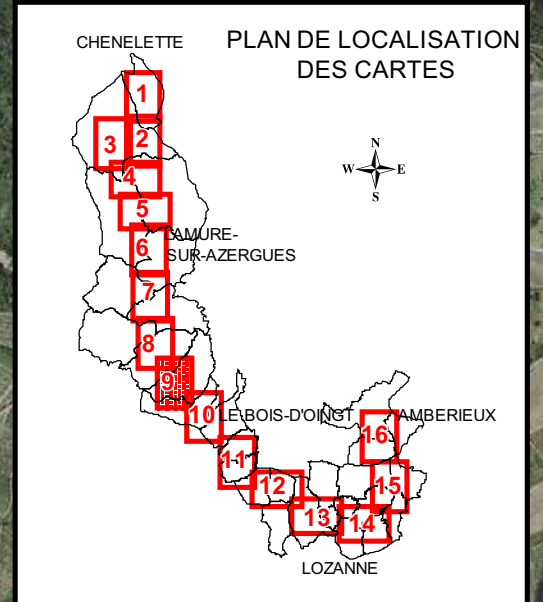 CHENELETTE
PLAN DE LOCALISATION
DES CARTES
1
2
3
4
5
6
LAMURE-
SUR-AZERGUES
7
8
9
10
LE-BOIS-D'OINGT
AMBERIEUX
16
11
12
15
13
14
LOZANNE
N
W
E
S